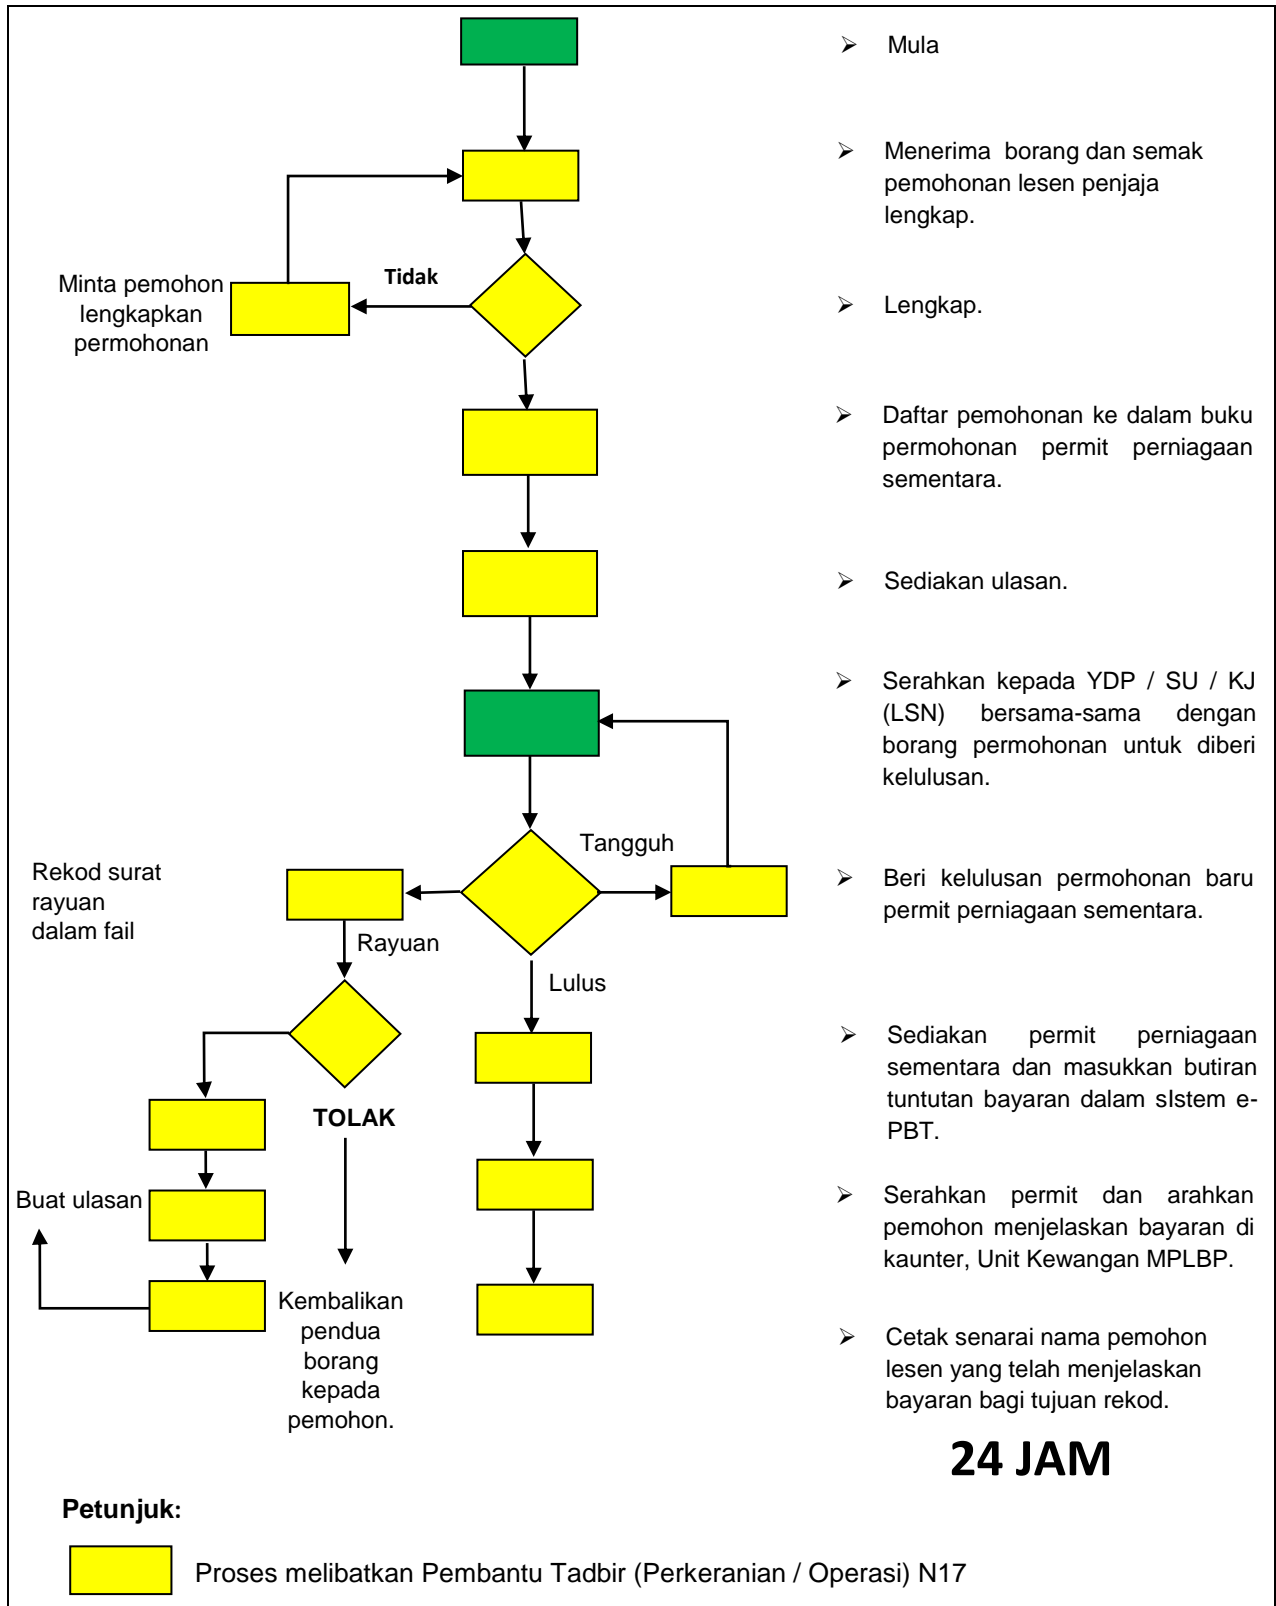 Mula
Menerima  borang dan semak
pemohonan lesen penjaja
lengkap.
Tidak
Minta pemohon
lengkapkan
permohonan
Lengkap.
Daftar pemohonan ke dalam buku
permohonan permit perniagaan
sementara.
Sediakan ulasan.
Serahkan kepada YDP / SU / KJ
(LSN) bersama-sama dengan
borang permohonan untuk diberi
kelulusan.
Tangguh
Rekod surat
rayuan
dalam fail
Beri kelulusan permohonan baru
permit perniagaan sementara.
Rayuan
Lulus
Sediakan permit perniagaan
sementara dan masukkan butiran
tuntutan bayaran dalam sIstem e-
PBT.
TOLAK
Buat ulasan
Serahkan permit dan arahkan
pemohon menjelaskan bayaran di
kaunter, Unit Kewangan MPLBP.
Kembalikan
pendua
borang
kepada
pemohon.
Cetak senarai nama pemohon
lesen yang telah menjelaskan
bayaran bagi tujuan rekod.
24 JAM
Petunjuk:
Proses melibatkan Pembantu Tadbir (Perkeranian / Operasi) N17